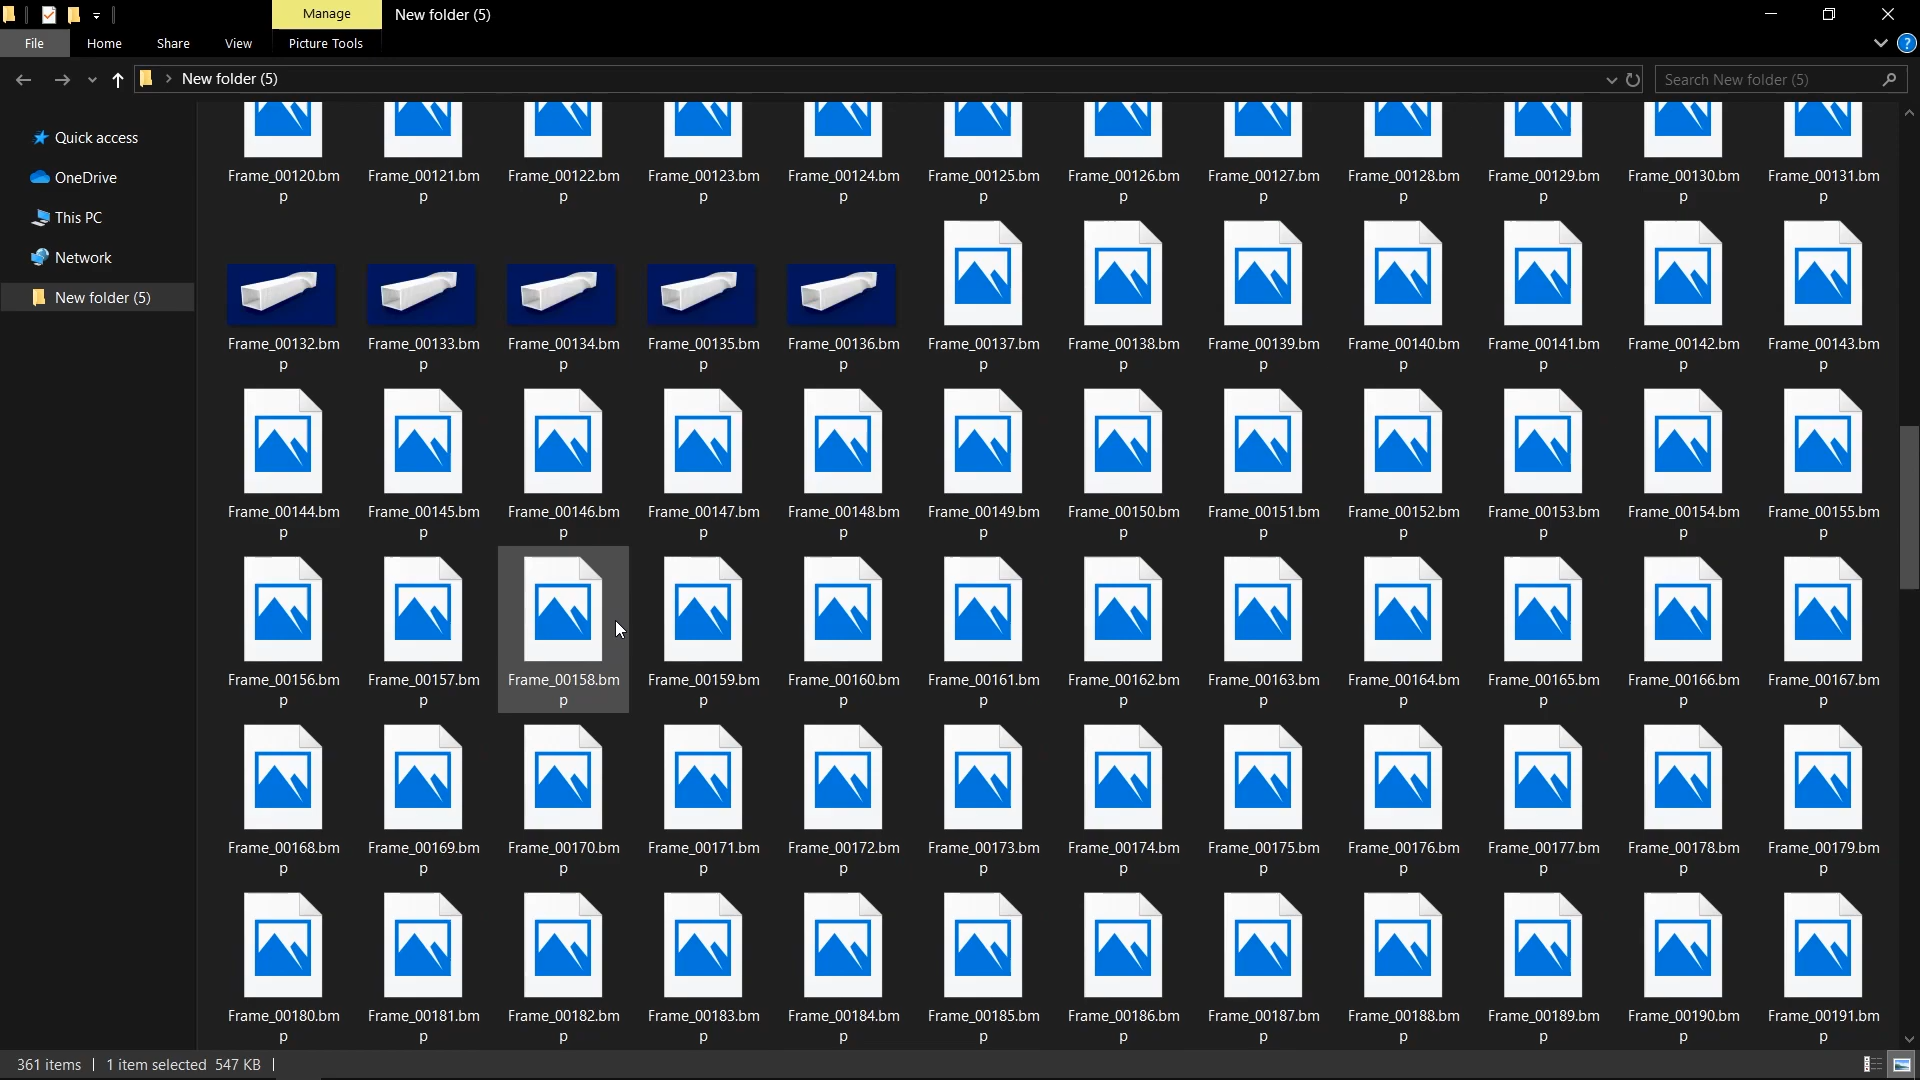 Manage
New folder (5)
File
Home
Share
View
Picture Tools
New folder (5)
Search New folder (5)
Quick access
OneDrive
This PC
Network
New folder (5)
Frame_00120.bm
p
Frame_00121.bm
p
Frame_00122.bm
p
Frame_00123.bm
p
Frame_00124.bm
p
Frame_00125.bm
p
Frame_00126.bm
p
Frame_00127.bm
p
Frame_00128.bm
p
Frame_00129.bm
p
Frame_00130.bm
p
Frame_00131.bm
p
Frame_00132.bm
p
Frame_00133.bm
p
Frame_00134.bm
p
Frame_00135.bm
p
Frame_00136.bm
p
Frame_00137.bm
p
Frame_00138.bm
p
Frame_00139.bm
p
Frame_00140.bm
p
Frame_00141.bm
p
Frame_00142.bm
p
Frame_00143.bm
p
Frame_00144.bm
p
Frame_00145.bm
p
Frame_00146.bm
p
Frame_00147.bm
p
Frame_00148.bm
p
Frame_00149.bm
p
Frame_00150.bm
p
Frame_00151.bm
p
Frame_00152.bm
p
Frame_00153.bm
p
Frame_00154.bm
p
Frame_00155.bm
p
Frame_00156.bm
p
Frame_00157.bm
p
Frame_00158.bm
p
Frame_00159.bm
p
Frame_00160.bm
p
Frame_00161.bm
p
Frame_00162.bm
p
Frame_00163.bm
p
Frame_00164.bm
p
Frame_00165.bm
p
Frame_00166.bm
p
Frame_00167.bm
p
Frame_00168.bm
p
Frame_00169.bm
p
Frame_00170.bm
p
Frame_00171.bm
p
Frame_00172.bm
p
Frame_00173.bm
p
Frame_00174.bm
p
Frame_00175.bm
p
Frame_00176.bm
p
Frame_00177.bm
p
Frame_00178.bm
p
Frame_00179.bm
p
Frame_00180.bm
p
Frame_00181.bm
p
Frame_00182.bm
p
Frame_00183.bm
p
Frame_00184.bm
p
Frame_00185.bm
p
Frame_00186.bm
p
Frame_00187.bm
p
Frame_00188.bm
p
Frame_00189.bm
p
Frame_00190.bm
p
Frame_00191.bm
p
361 items
1 item selected 547 KB